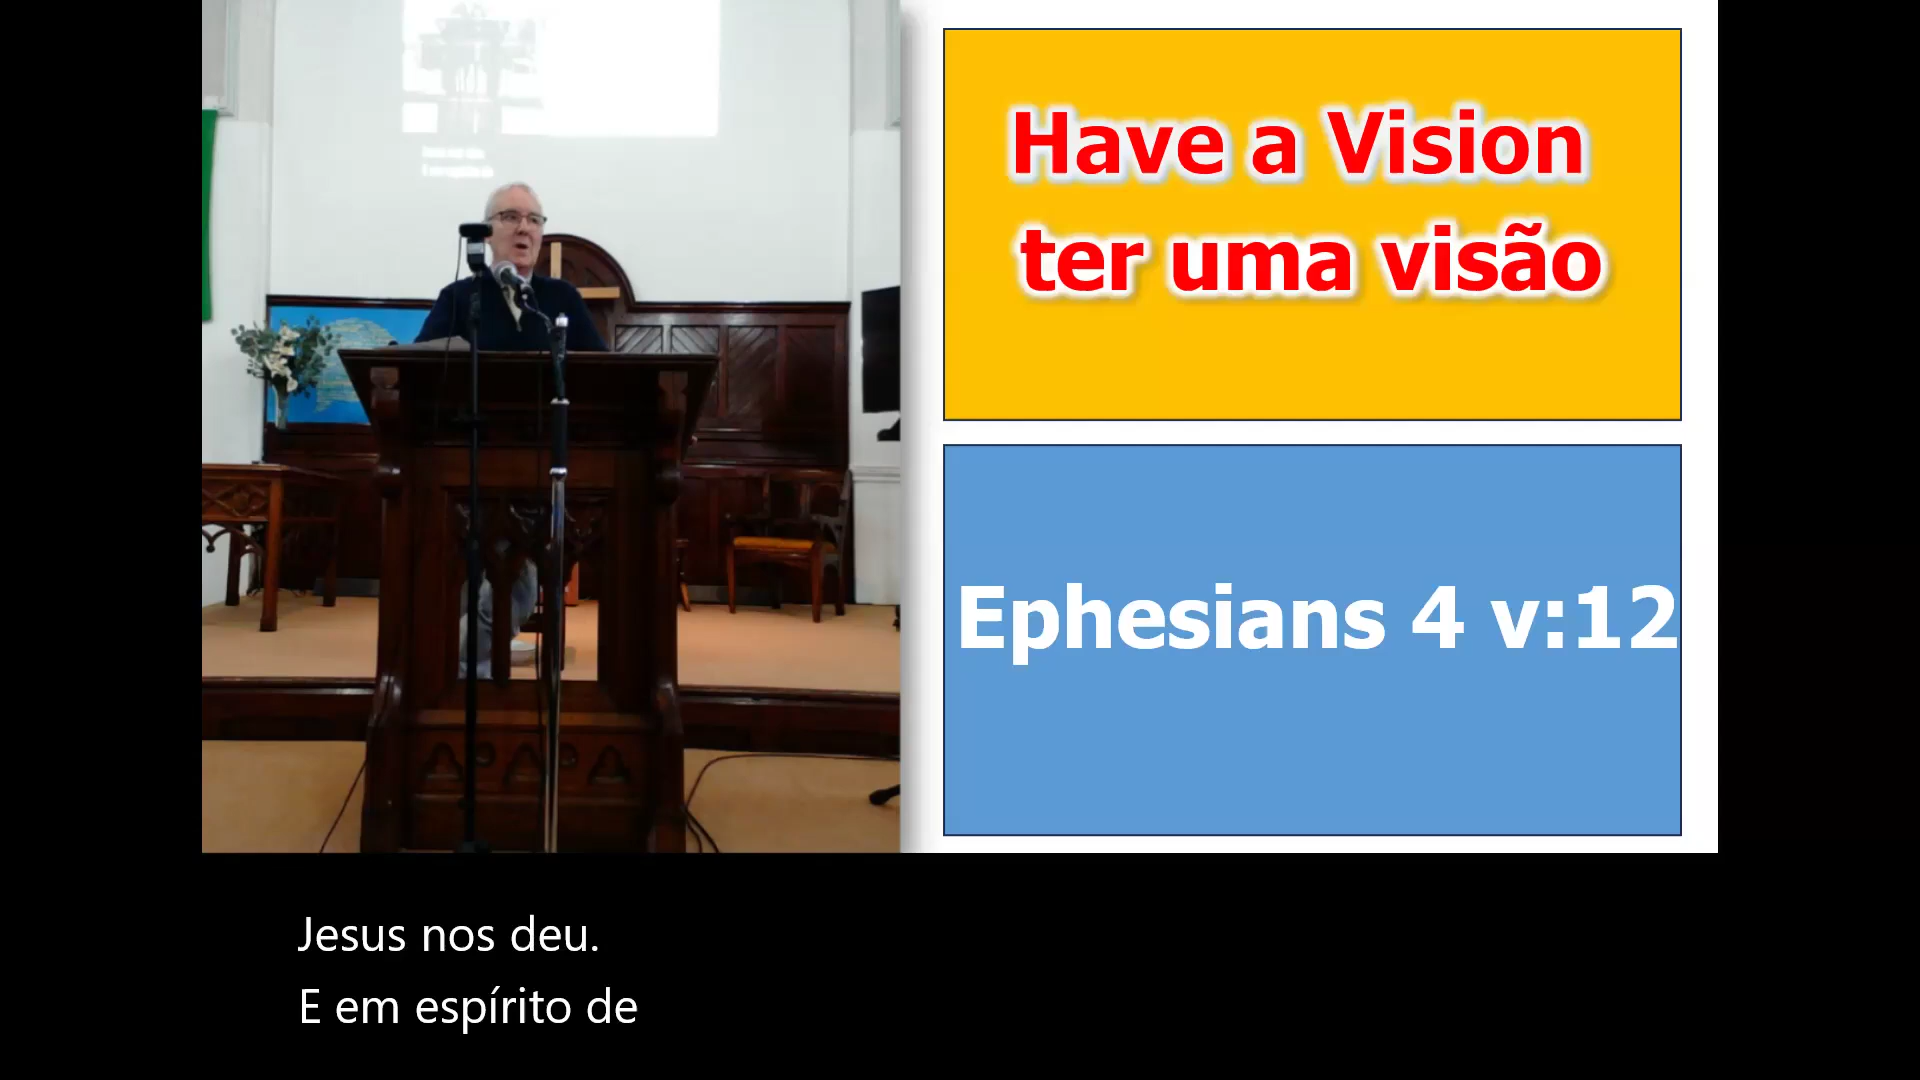 Have a Vision
ter uma visão
Ephesians 4 v:12
Jesus nos deu.
E em espírito de